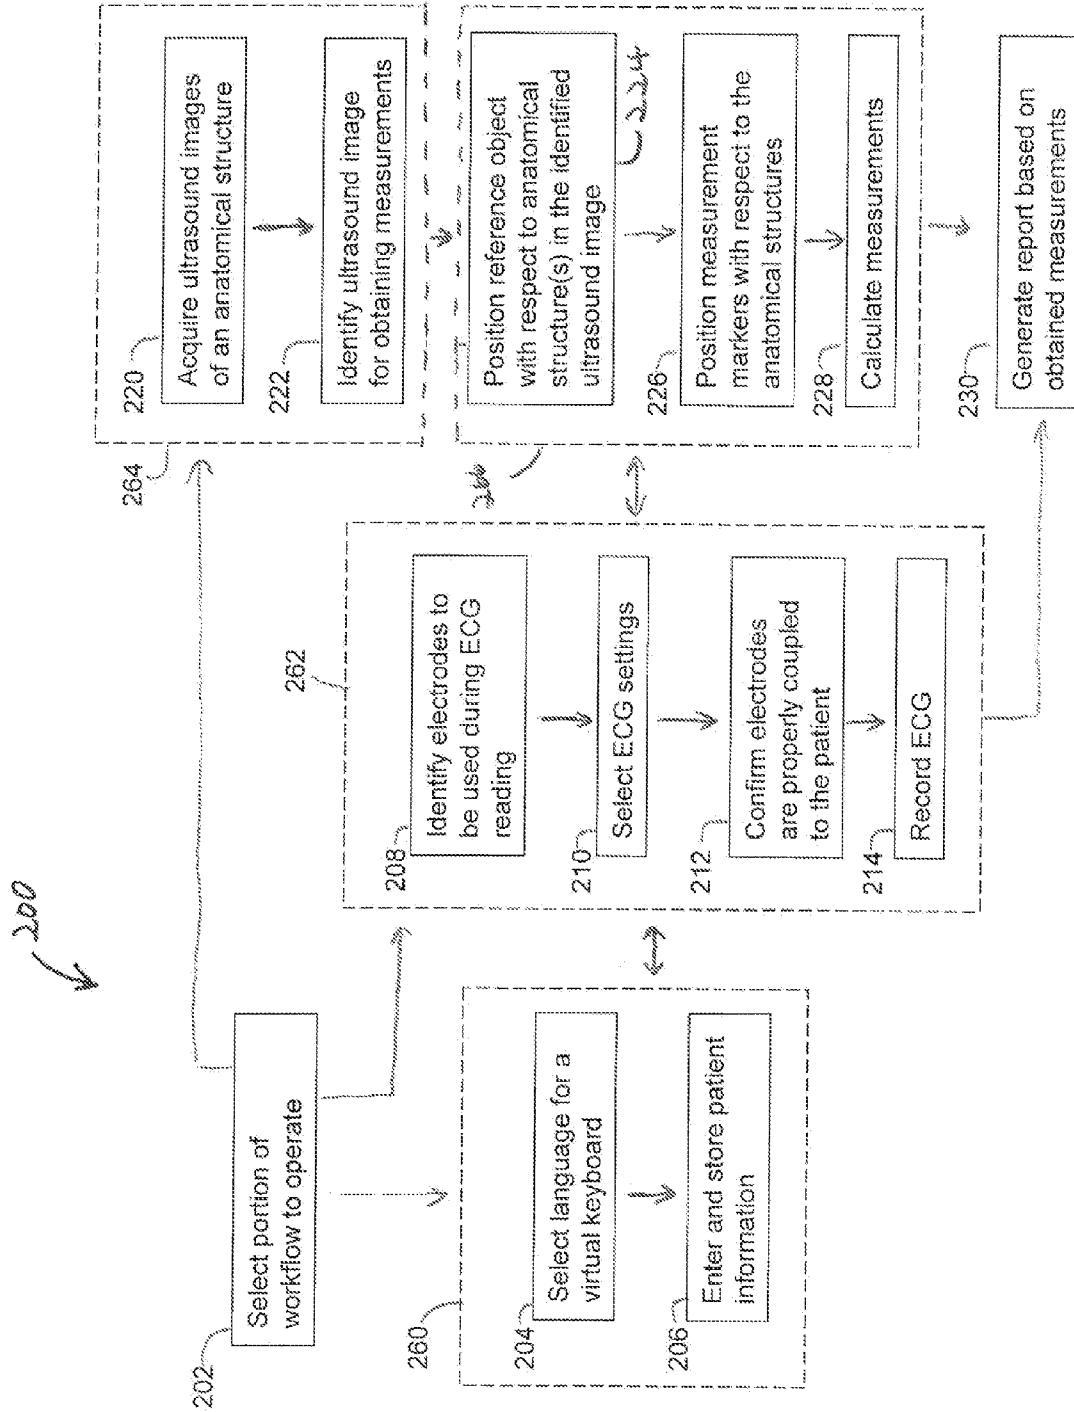 200
202
Select portion of
workflow to operate
260
204
Select language for a
virtual keyboard
206
Enter and store patient
information
262
208
Identify electrodes to
be used during ECG
reading
210
Select ECG settings
212
Confirm electrodes
are properly coupled
to the patient
214
Record ECG
264
220
Acquire ultrasound images
of an anatomical structure
222
Identify ultrasound image
for obtaining measurements
266
Position reference object
with respect to anatomical
structure(s) in the identified
ultrasound image
224
226
Position measurement
markers with respect to the
anatomical structures
228
Calculate measurements
230
Generate report based on
obtained measurements